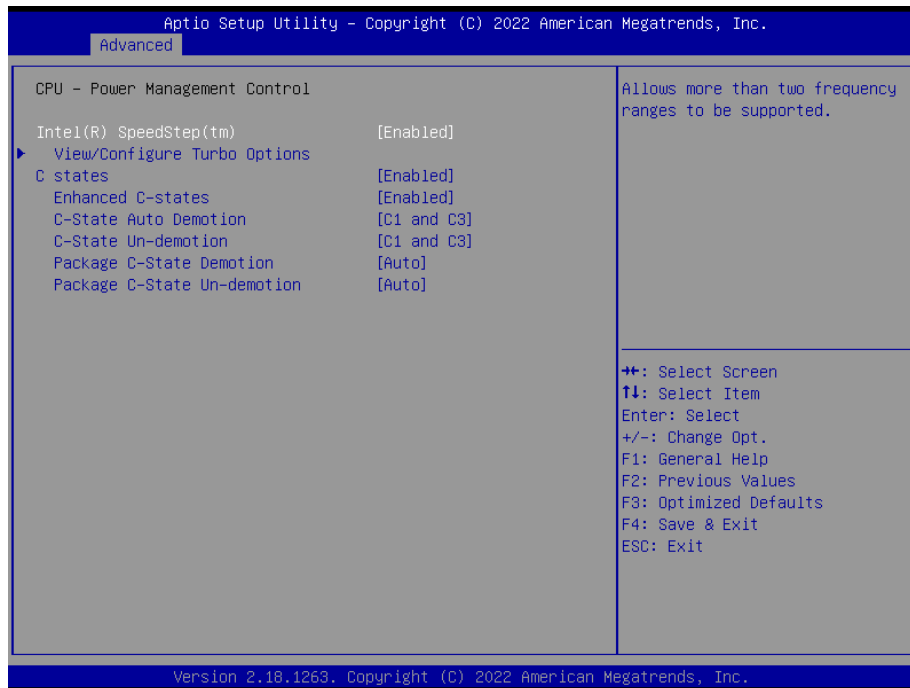 Aptio Setup Utility – Copyright (C) 2022 American Megatrends, Inc.
Advanced
CPU – Power Management Control
Intel(R) SpeedStep(tm) [Enabled]
View/Configure Turbo Options
C states [Enabled]
Enhanced C-states [Enabled]
C-State Auto Demotion [C1 and C3]
C-State Un-demotion [C1 and C3]
Package C-State Demotion [Auto]
Package C-State Un-demotion [Auto]
Allows more than two frequency
ranges to be supported.
→←: Select Screen
↑↓: Select Item
Enter: Select
+/-: Change Opt.
F1: General Help
F2: Previous Values
F3: Optimized Defaults
F4: Save & Exit
ESC: Exit
Version 2.18.1263. Copyright (C) 2022 American Megatrends, Inc.